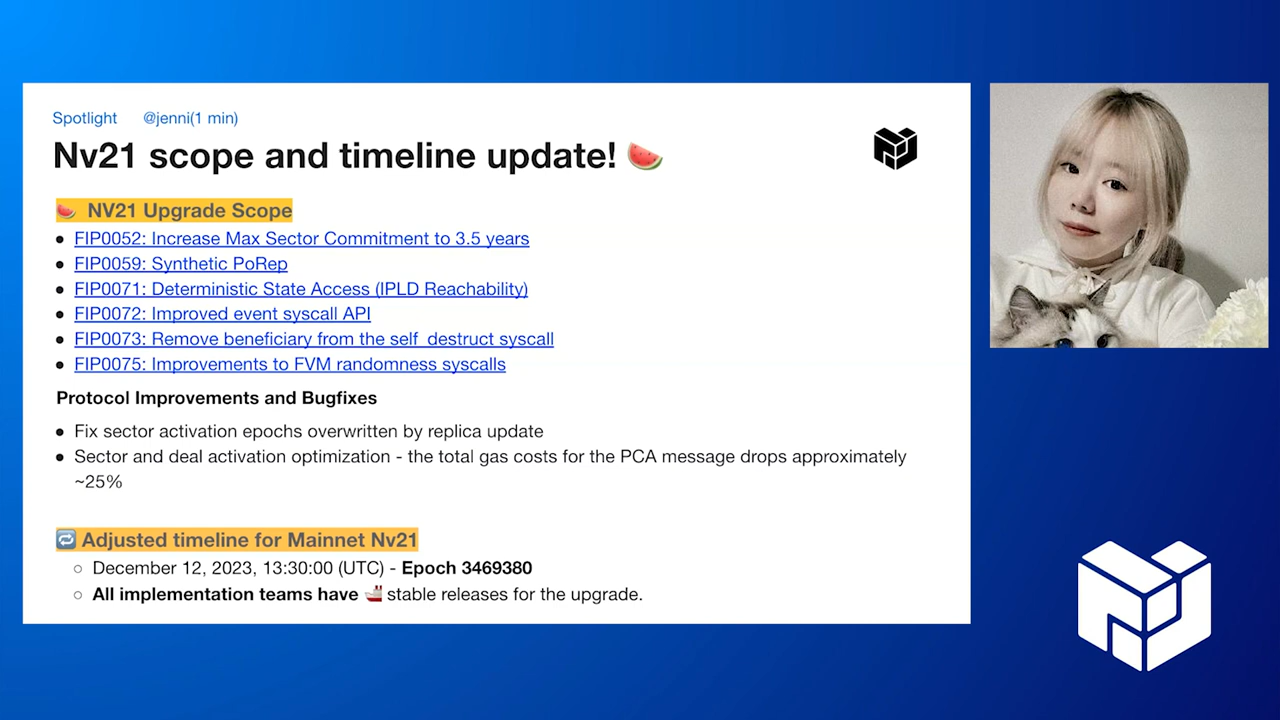 Spotlight @jenni(1 min)
Nv21 scope and timeline update! 🍉
🍉 NV21 Upgrade Scope
● FIP0052: Increase Max Sector Commitment to 3.5 years
● FIP0059: Synthetic PoRep
● FIP0071: Deterministic State Access (IPLD Reachability)
● FIP0072: Improved event syscall API
● FIP0073: Remove beneficiary from the self_destruct syscall
● FIP0075: Improvements to FVM randomness syscalls
Protocol Improvements and Bugfixes
● Fix sector activation epochs overwritten by replica update
● Sector and deal activation optimization - the total gas costs for the PCA message drops approximately
~25%
🔁 Adjusted timeline for Mainnet Nv21
○ December 12, 2023, 13:30:00 (UTC) - Epoch 3469380
○ All implementation teams have 🚢 stable releases for the upgrade.